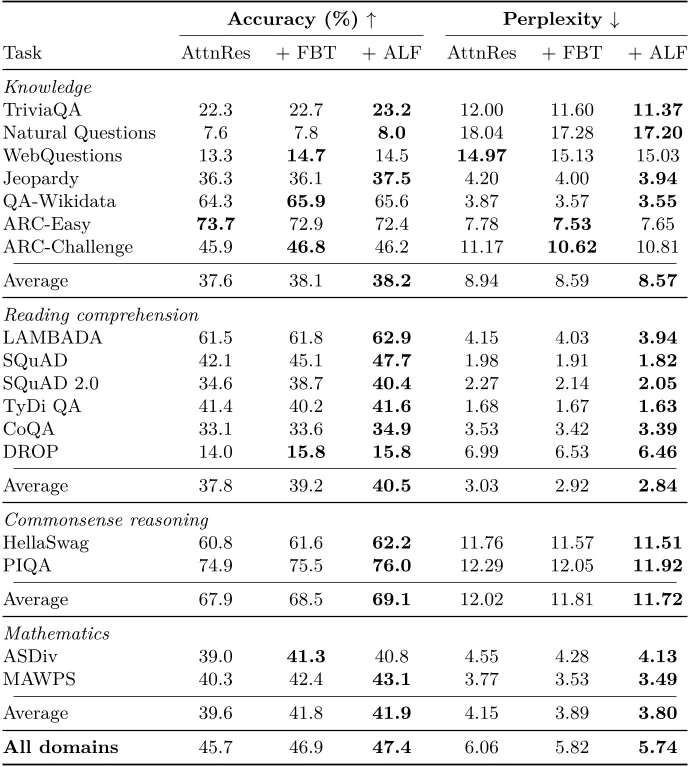 Accuracy (%) ↑ Perplexity ↓
Task AttnRes + FBT + ALF AttnRes + FBT + ALF
Knowledge
TriviaQA 22.3 22.7 23.2 12.00 11.60 11.37
Natural Questions 7.6 7.8 8.0 18.04 17.28 17.20
WebQuestions 13.3 14.7 14.5 14.97 15.13 15.03
Jeopardy 36.3 36.1 37.5 4.20 4.00 3.94
QA-Wikidata 64.3 65.9 65.6 3.87 3.57 3.55
ARC-Easy 73.7 72.9 72.4 7.78 7.53 7.65
ARC-Challenge 45.9 46.8 46.2 11.17 10.62 10.81
Average 37.6 38.1 38.2 8.94 8.59 8.57
Reading comprehension
LAMBADA 61.5 61.8 62.9 4.15 4.03 3.94
SQuAD 42.1 45.1 47.7 1.98 1.91 1.82
SQuAD 2.0 34.6 38.7 40.4 2.27 2.14 2.05
TyDi QA 41.4 40.2 41.6 1.68 1.67 1.63
CoQA 33.1 33.6 34.9 3.53 3.42 3.39
DROP 14.0 15.8 15.8 6.99 6.53 6.46
Average 37.8 39.2 40.5 3.03 2.92 2.84
Commonsense reasoning
HellaSwag 60.8 61.6 62.2 11.76 11.57 11.51
PIQA 74.9 75.5 76.0 12.29 12.05 11.92
Average 67.9 68.5 69.1 12.02 11.81 11.72
Mathematics
ASDiv 39.0 41.3 40.8 4.55 4.28 4.13
MAWPS 40.3 42.4 43.1 3.77 3.53 3.49
Average 39.6 41.8 41.9 4.15 3.89 3.80
All domains 45.7 46.9 47.4 6.06 5.82 5.74